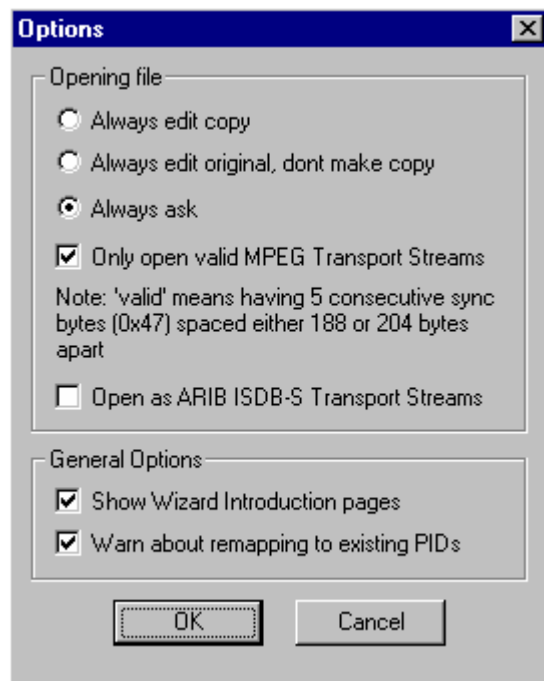 Options
Opening file
Always edit copy
Always edit original, dont make copy
Always ask
Only open valid MPEG Transport Streams
Note: 'valid' means having 5 consecutive sync
bytes (0x47) spaced either 188 or 204 bytes
apart
Open as ARIB ISDB-S Transport Streams
General Options
Show Wizard Introduction pages
Warn about remapping to existing PIDs
OK
Cancel